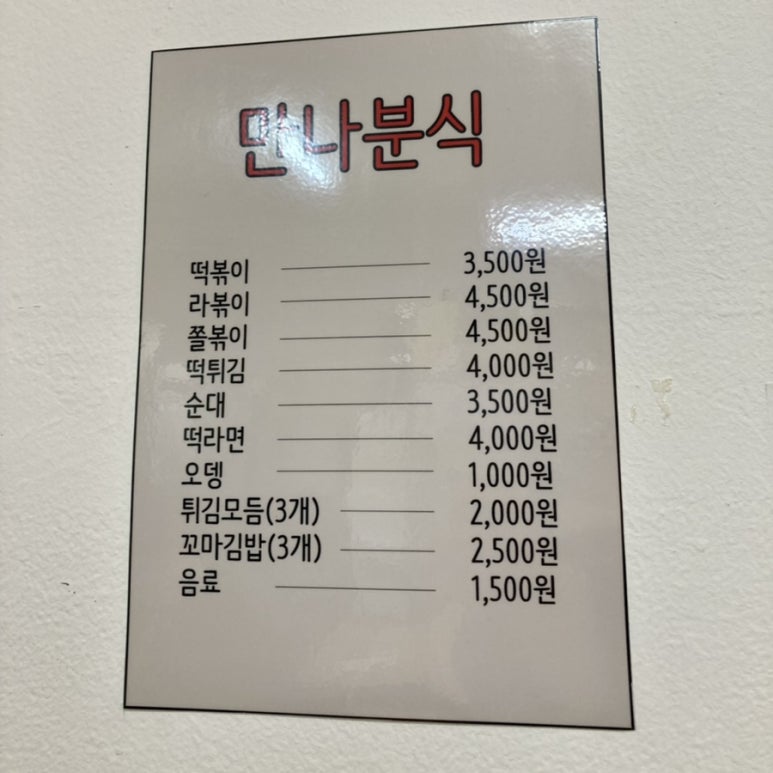 만나분식
떡볶이 3,500원
라볶이 4,500원
쫄볶이 4,500원
떡튀김 4,000원
순대 3,500원
떡라면 4,000원
오뎅 1,000원
튀김모듬(3개) 2,000원
꼬마김밥(3개) 2,500원
음료 1,500원